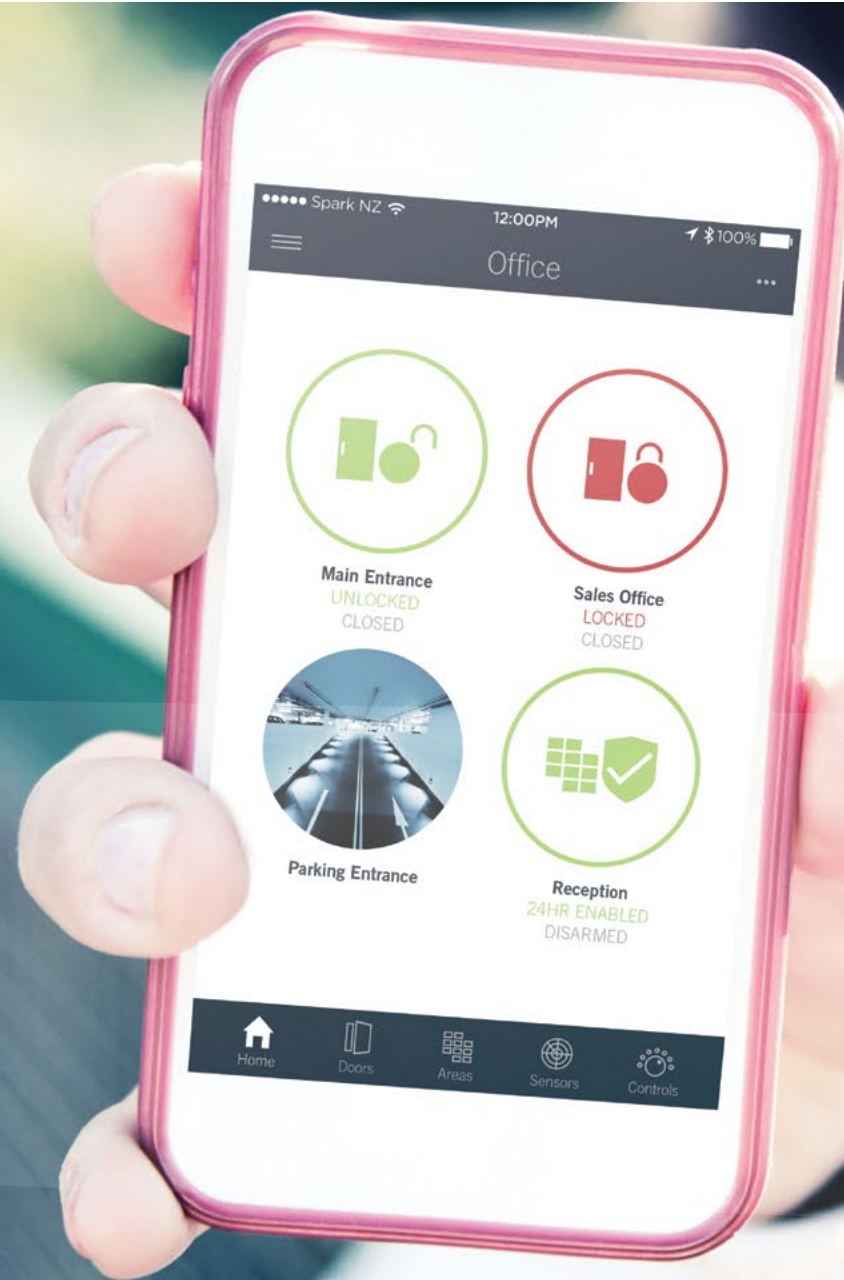 ●●●●● Spark NZ
12:00PM
100%
Office
•••
Main Entrance
UNLOCKED
CLOSED
Sales Office
LOCKED
CLOSED
Parking Entrance
Reception
24HR ENABLED
DISARMED
Home
Doors
Areas
Sensors
Controls